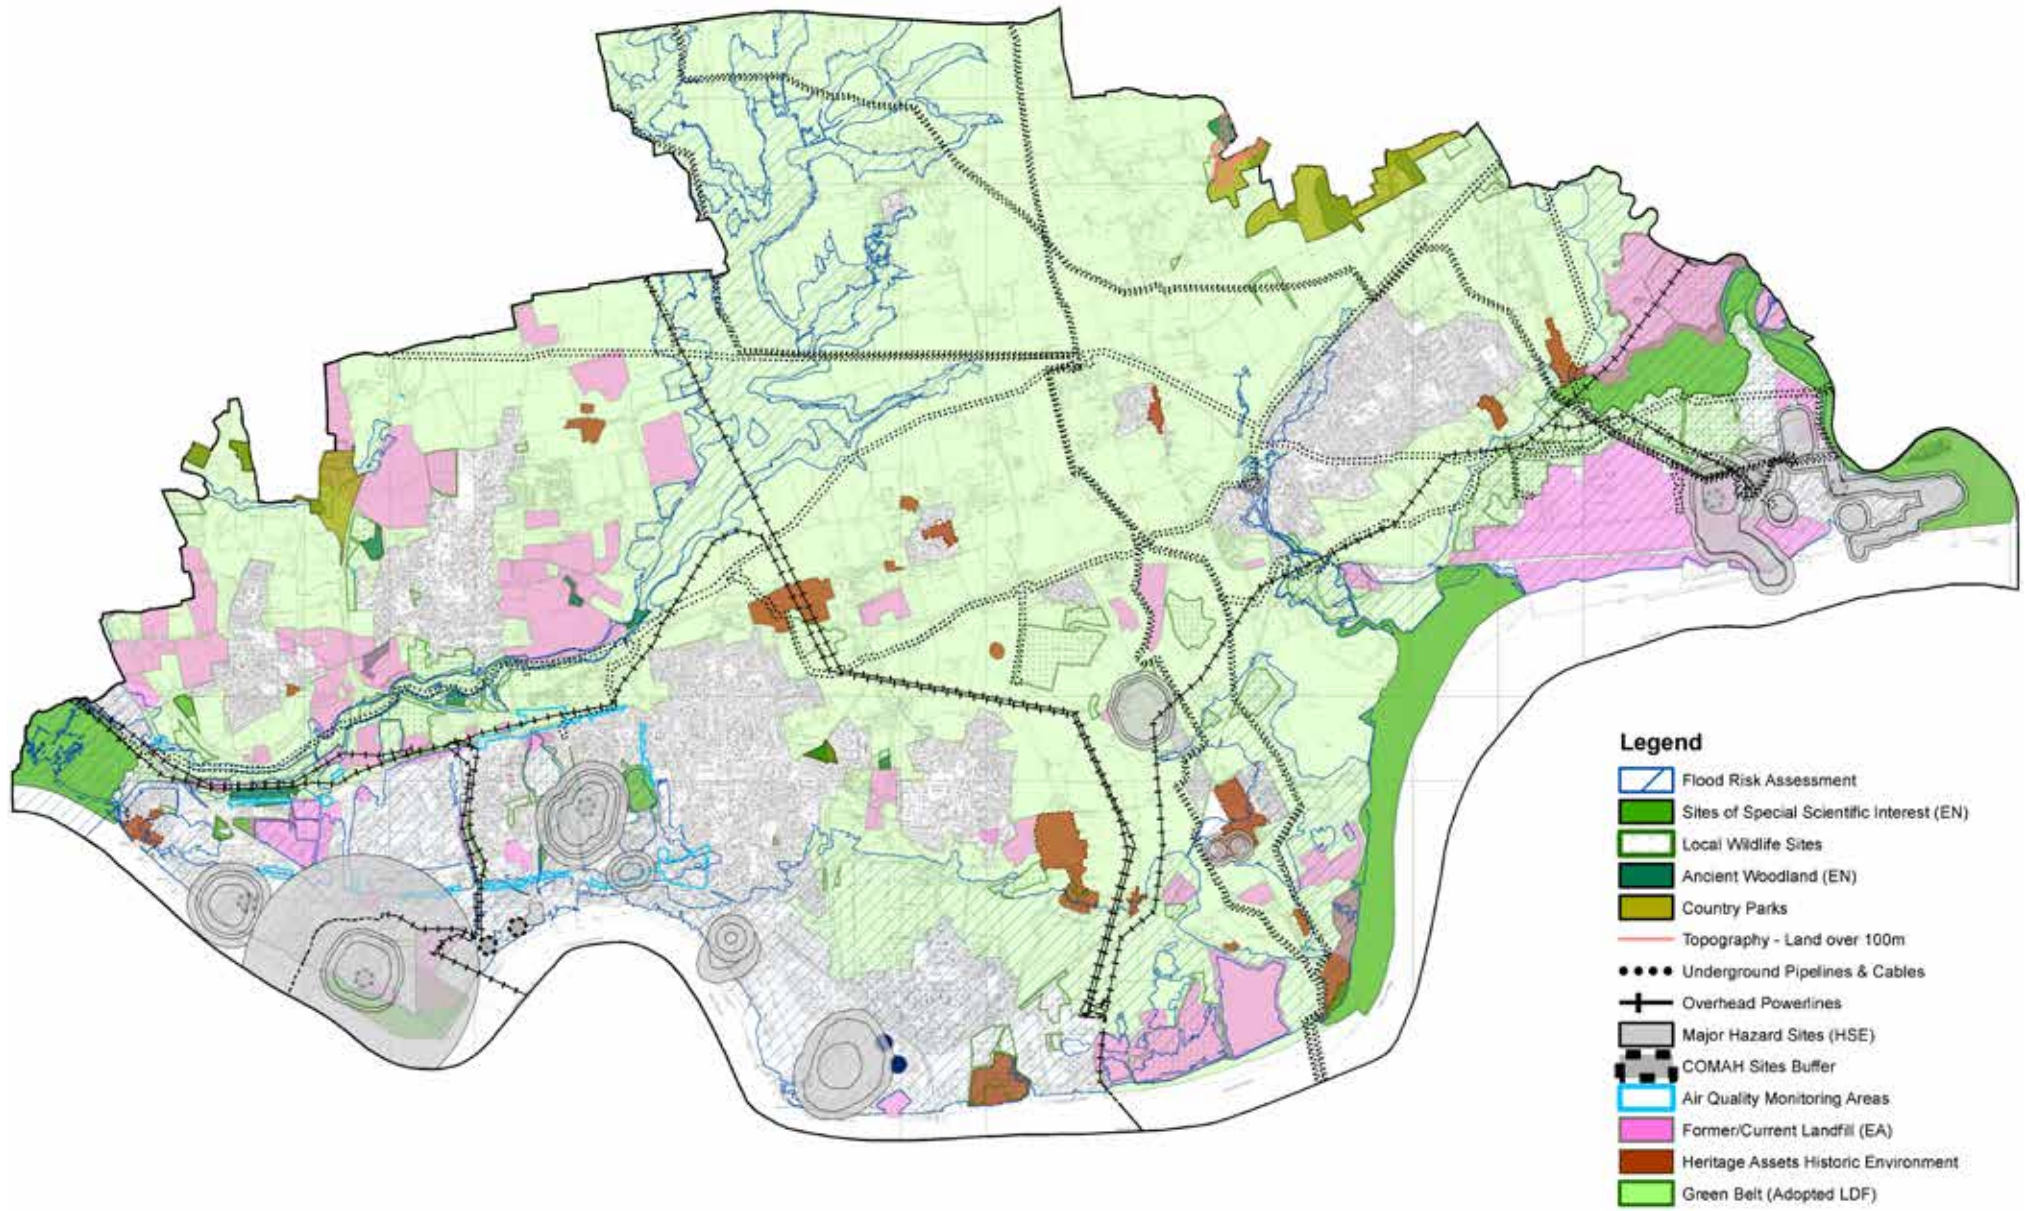 Legend
Flood Risk Assessment
Sites of Special Scientific Interest (EN)
Local Wildlife Sites
Ancient Woodland (EN)
Country Parks
Topography - Land over 100m
Underground Pipelines & Cables
Overhead Powerlines
Major Hazard Sites (HSE)
COMAH Sites Buffer
Air Quality Monitoring Areas
Former/Current Landfill (EA)
Heritage Assets Historic Environment
Green Belt (Adopted LDF)